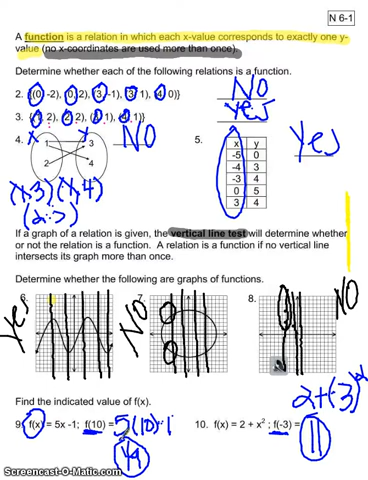 N 6-1
A function is a relation in which each x-value corresponds to exactly one y-
value (no x-coordinates are used more than once).
Determine whether each of the following relations is a function.
2. {(0, -2), (0, 2), (3, 1), (3, 1), (4, 0)} NO
3. {(1, 2), (2, 2), (3, 1), (4, 1)} Yes
4. NO
x y
1 3
2 4
(1,3) (1,4)
5. Yes
x y
-5 0
-4 3
-3 4
0 5
3 4
If a graph of a relation is given, the vertical line test will determine whether
or not the relation is a function. A relation is a function if no vertical line
intersects its graph more than once.
Determine whether the following are graphs of functions.
6. Yes
7. NO
8. NO
Find the indicated value of f(x).
9. f(x) = 5x -1; f(10) = 5(10)-1
49
10. f(x) = 2 + x²; f(-3) =
2+(-3)
11
Screencast-O-Matic.com